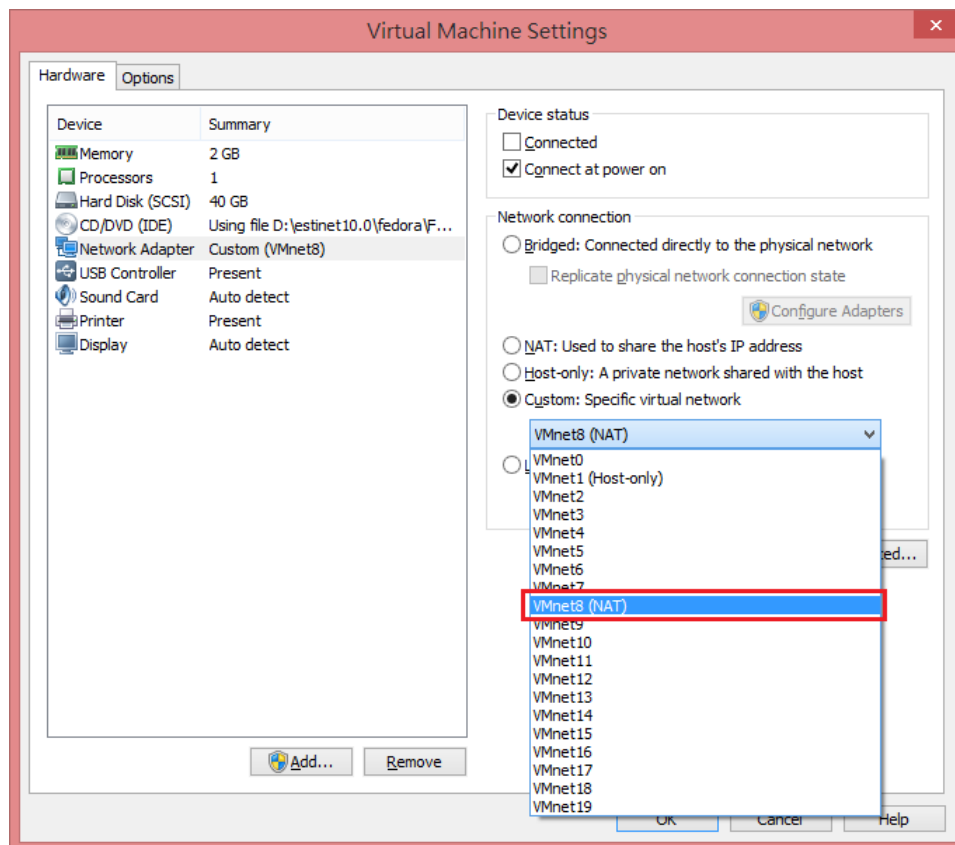 Virtual Machine Settings
Hardware Options
Device Summary
Memory 2 GB
Processors 1
Hard Disk (SCSI) 40 GB
CD/DVD (IDE) Using file D:\estinet10.0\fedora\F...
Network Adapter Custom (VMnet8)
USB Controller Present
Sound Card Auto detect
Printer Present
Display Auto detect
Add... Remove
Device status
Connected
Connect at power on
Network connection
Bridged: Connected directly to the physical network
Replicate physical network connection state
Configure Adapters
NAT: Used to share the host's IP address
Host-only: A private network shared with the host
Custom: Specific virtual network
VMnet8 (NAT)
VMnet0
VMnet1 (Host-only)
VMnet2
VMnet3
VMnet4
VMnet5
VMnet6
VMnet7
VMnet8 (NAT)
VMnet9
VMnet10
VMnet11
VMnet12
VMnet13
VMnet14
VMnet15
VMnet16
VMnet17
VMnet18
VMnet19
OK Cancel Help